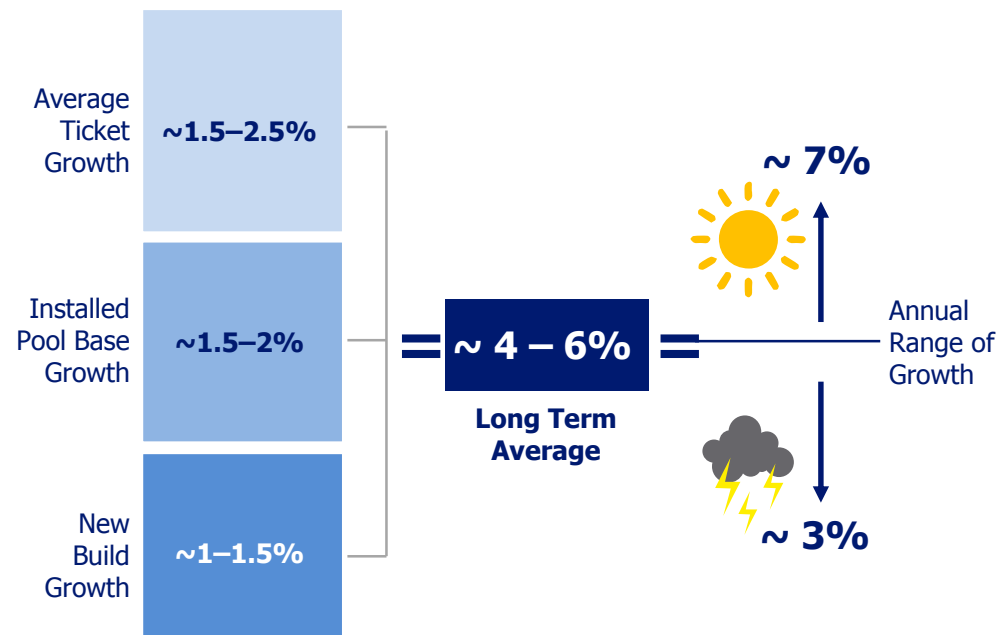 Average
Ticket
Growth
~1.5–2.5%
Installed
Pool Base
Growth
~1.5–2%
New
Build
Growth
~1–1.5%
=
~ 4 – 6%
Long Term
Average
=
~ 7%
Annual
Range of
Growth
~ 3%